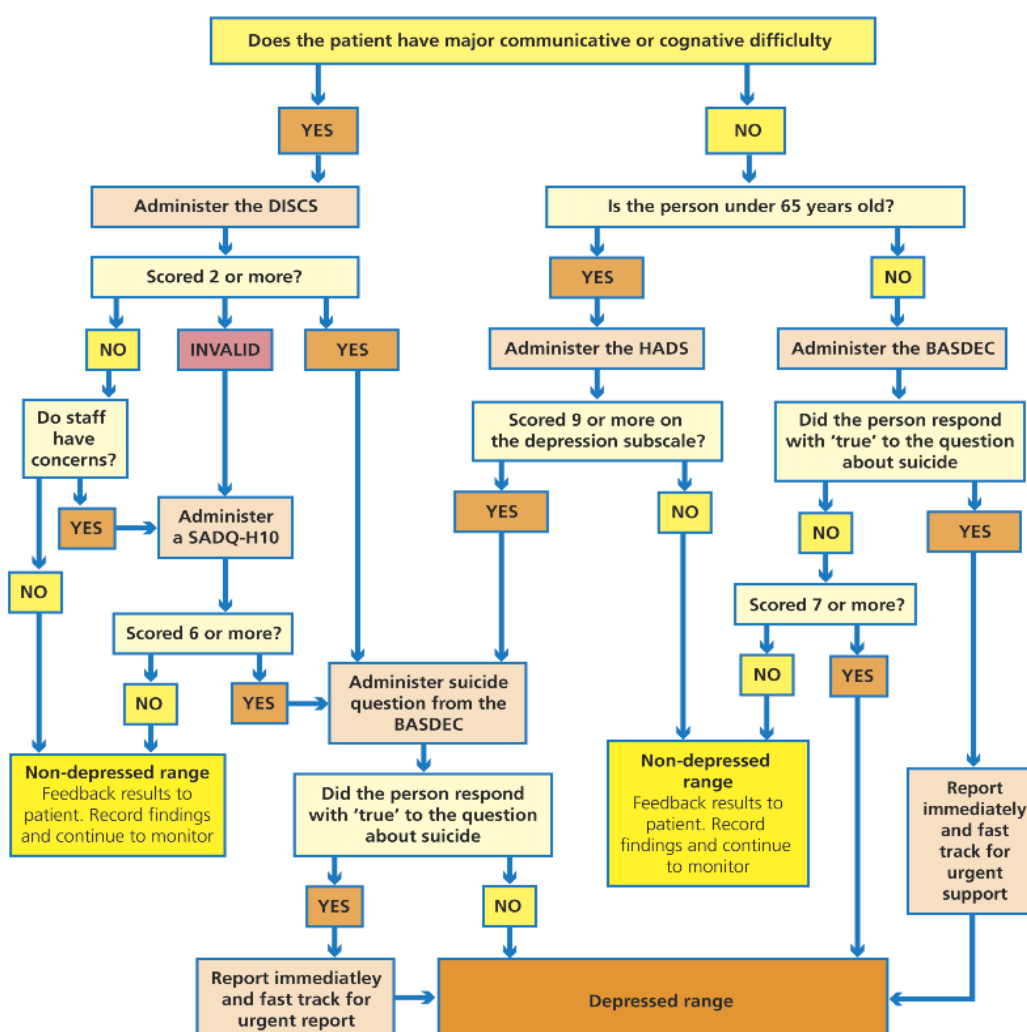 Does the patient have major communicative or cognative difficlulty
YES
NO
Administer the DISCS
Is the person under 65 years old?
Scored 2 or more?
YES
NO
NO
INVALID
YES
Administer the HADS
Administer the BASDEC
Do staff
have
concerns?
Scored 9 or more on
the depression subscale?
Did the person respond
with ‘true’ to the question
about suicide
YES
Administer
a SADQ-H10
YES
NO
NO
YES
NO
Scored 7 or more?
Scored 6 or more?
NO
YES
NO
YES
Administer suicide
question from the
BASDEC
Non-depressed range
Feedback results to
patient. Record findings
and continue to monitor
Non-depressed
range
Feedback results to
patient. Record
findings and continue
to monitor
Did the person respond
with ‘true’ to the question
about suicide
Report
immediately
and fast
track for
urgent
support
YES
NO
Report immediatley
and fast track for
urgent report
Depressed range